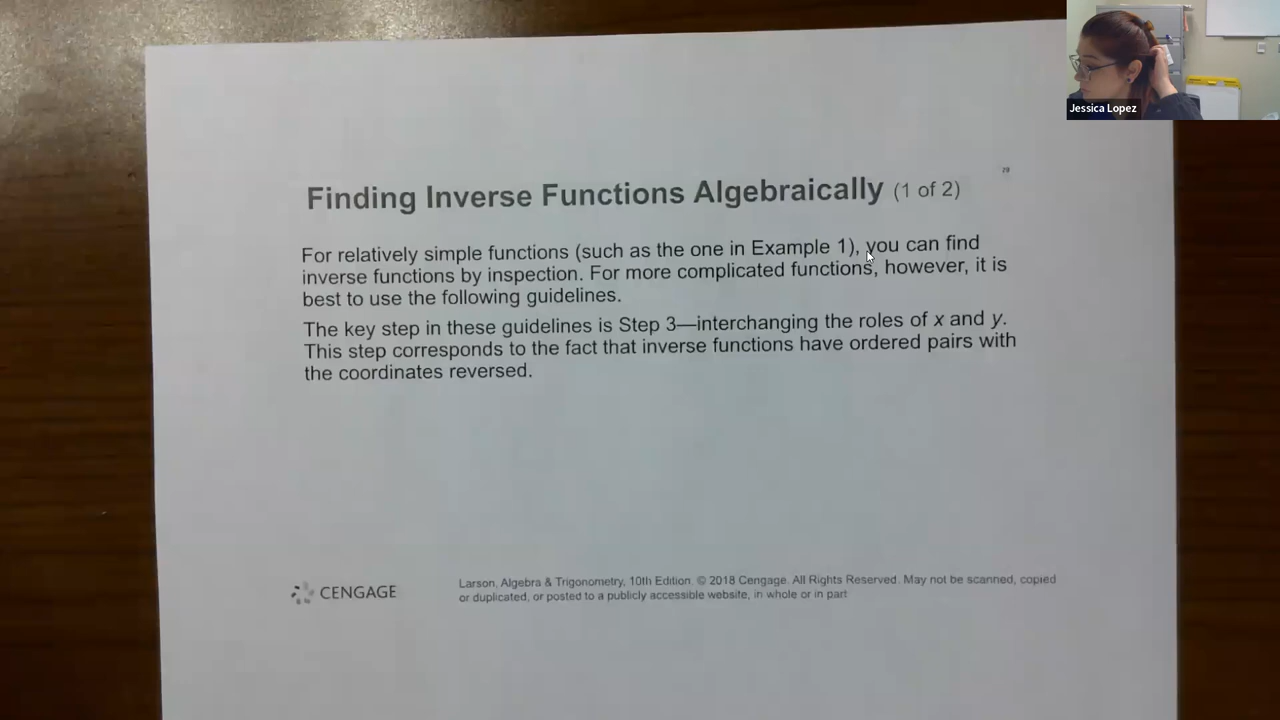 Jessica Lopez
79
Finding Inverse Functions Algebraically (1 of 2)
For relatively simple functions (such as the one in Example 1), you can find
inverse functions by inspection. For more complicated functions, however, it is
best to use the following guidelines.
The key step in these guidelines is Step 3—interchanging the roles of x and y.
This step corresponds to the fact that inverse functions have ordered pairs with
the coordinates reversed.
CENGAGE
Larson, Algebra & Trigonometry, 10th Edition. © 2018 Cengage. All Rights Reserved. May not be scanned, copied
or duplicated, or posted to a publicly accessible website, in whole or in part